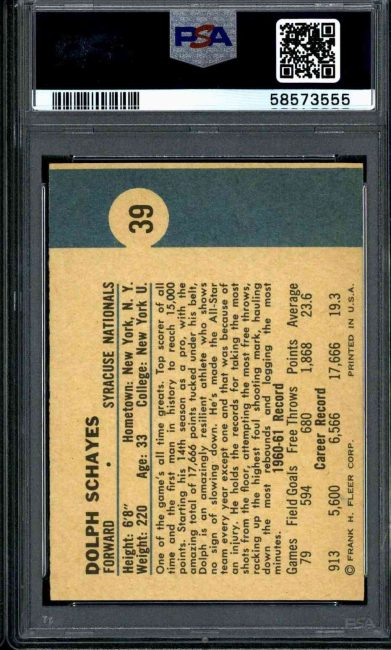 PSA
58573555
39
DOLPH SCHAYES
FORWARD • SYRACUSE NATIONALS
Height: 6'8" Hometown: New York, N. Y.
Weight: 220 Age: 33 College: New York U.
One of the game's all time greats. Top scorer of all
time and the first man in history to reach 15,000
points. Starting his 14th season as a pro, with the
amazing total of 17,666 points tucked under his belt,
Dolph is an amazingly resilient athlete who shows
no sign of slowing down. He's made the All-Star
team every year except one and that was because of
an injury. He holds the records for taking the most
shots from the floor, attempting the most free throws,
racking up the highest foul shooting mark, hauling
down the most rebounds and logging the most
minutes.
1960-61 Record
Games Field Goals Free Throws Points Average
79 594 680 1,868 23.6
Career Record
913 5,600 6,566 17,666 19.3
© FRANK H. FLEER CORP. PRINTED IN U.S.A.
PSA